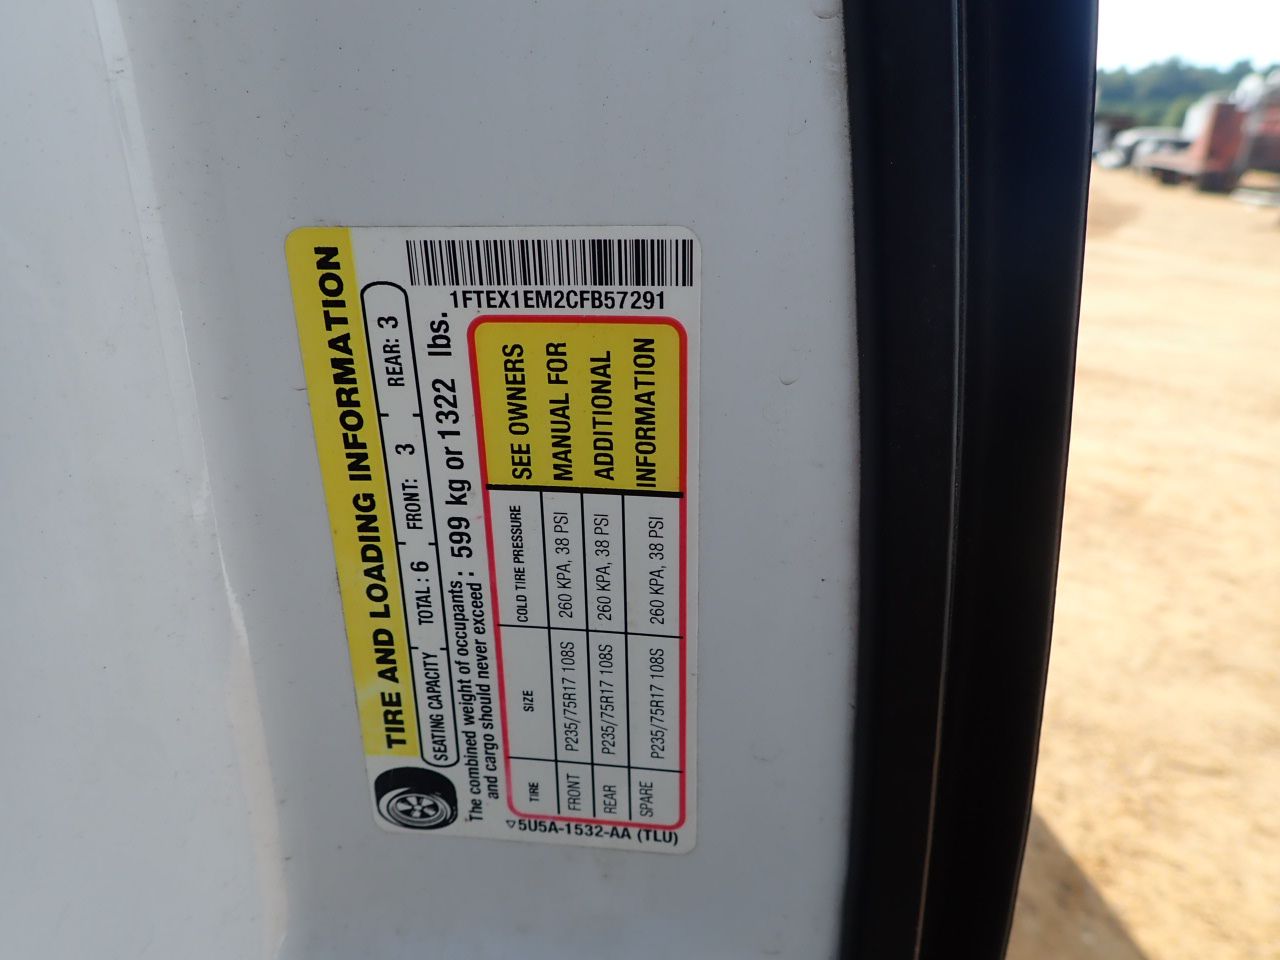 TIRE AND LOADING INFORMATION
SEATING CAPACITY TOTAL : 6 FRONT: 3 REAR: 3
The combined weight of occupants and cargo should never exceed : 599 kg or 1322 lbs.
TIRE SIZE COLD TIRE PRESSURE
FRONT P235/75R17 108S 260 KPA, 38 PSI
REAR P235/75R17 108S 260 KPA, 38 PSI
SPARE P235/75R17 108S 260 KPA, 38 PSI
SEE OWNERS
MANUAL FOR
ADDITIONAL
INFORMATION
1FTEX1EM2CFB57291
5U5A-1532-AA (TLU)